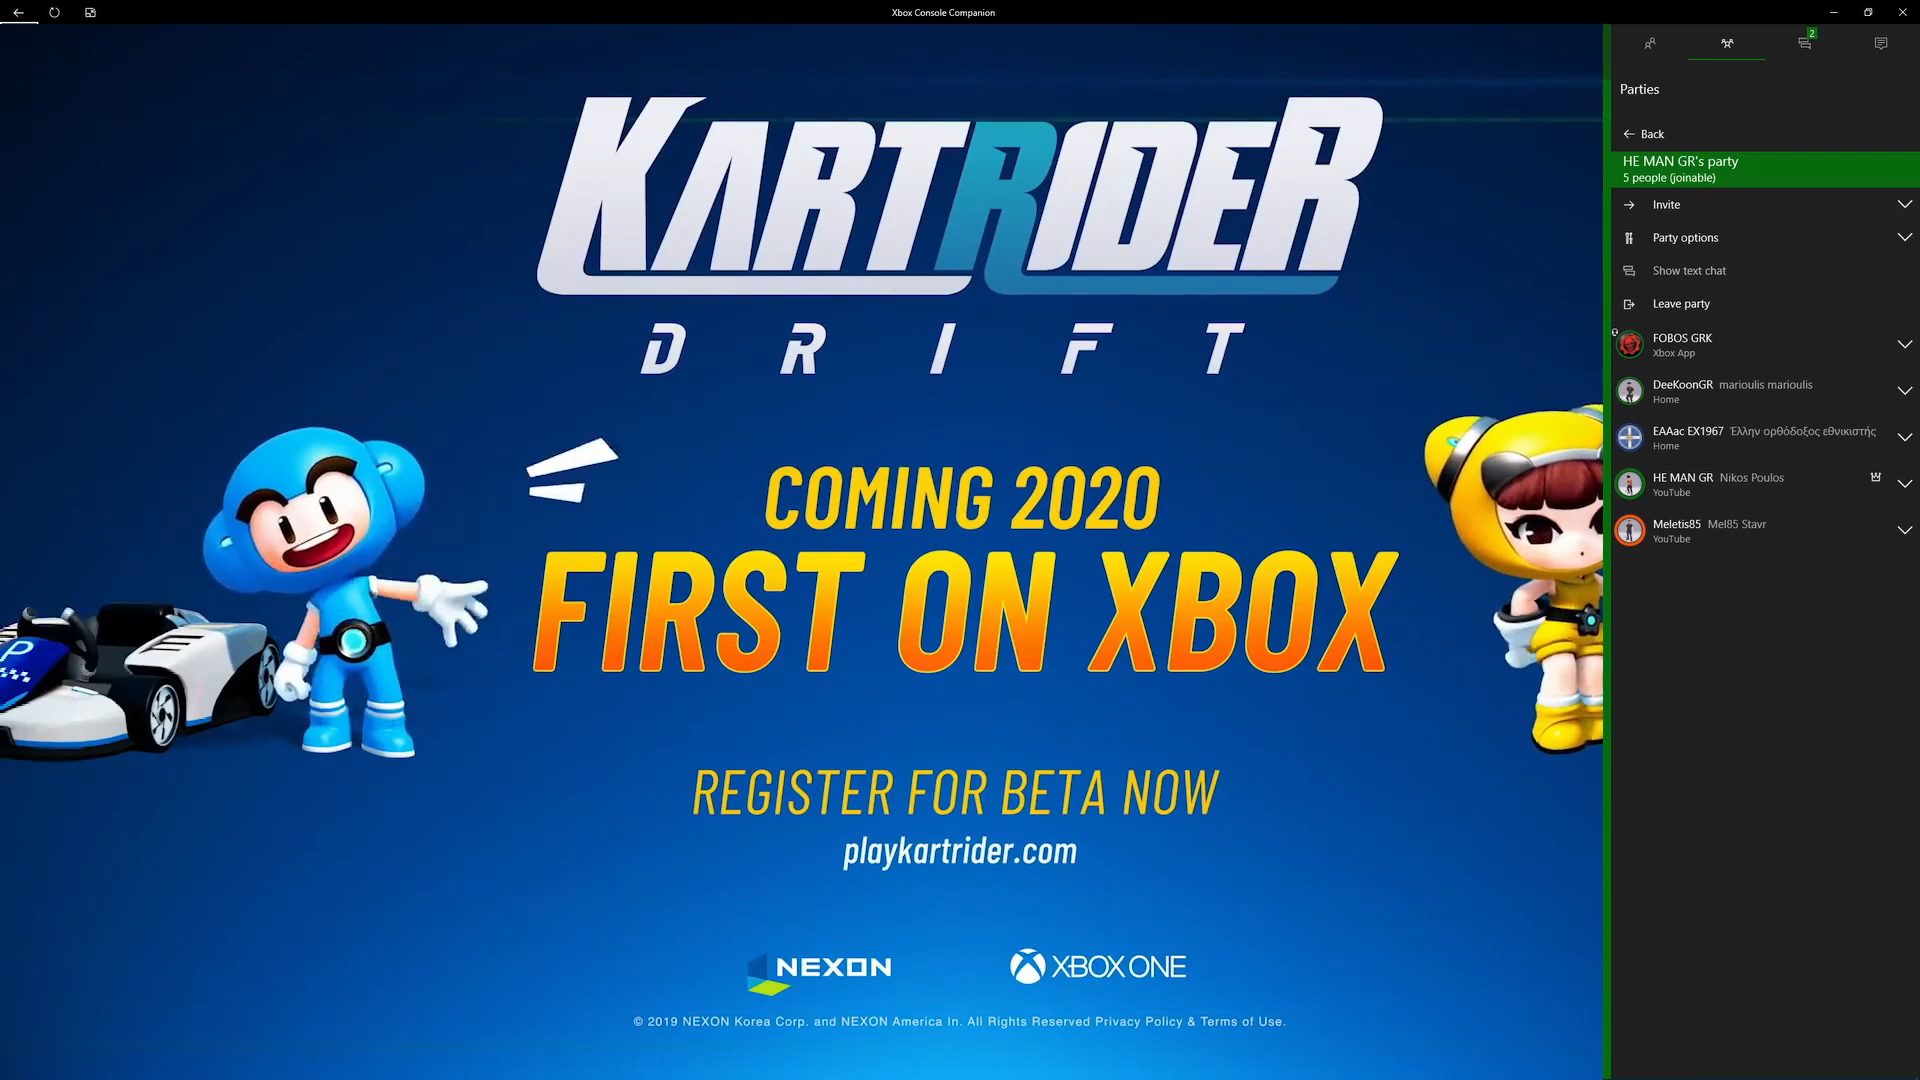 Xbox Console Companion
KARTRIDER
DRIFT
COMING 2020
FIRST ON XBOX
REGISTER FOR BETA NOW
playkartrider.com
NEXON
XBOX ONE
© 2019 NEXON Korea Corp. and NEXON America In. All Rights Reserved Privacy Policy & Terms of Use.
P
2
Parties
Back
HE MAN GR's party
5 people (joinable)
Invite
Party options
Show text chat
Leave party
FOBOS GRK
Xbox App
DeeKoonGR marioulis marioulis
Home
EAAac EX1967 Έλλην ορθόδοξος εθνικιστής
Home
HE MAN GR Nikos Poulos
YouTube
Meletis85 Mel85 Stavr
YouTube